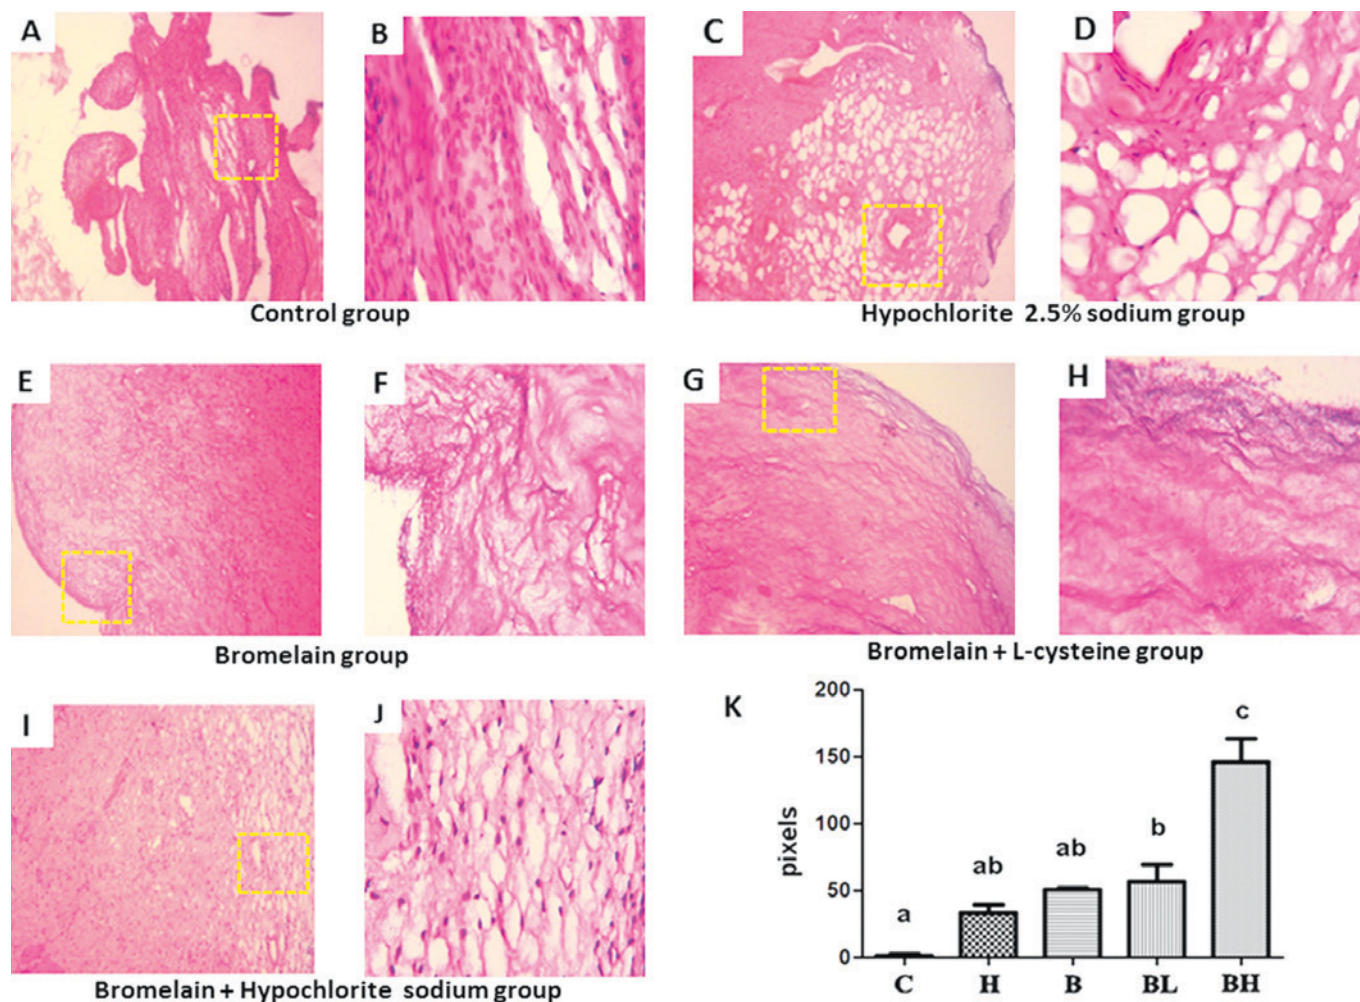 A
B
C
D
Control group
Hypochlorite 2.5% sodium group
E
F
G
H
Bromelain group
Bromelain + L-cysteine group
I
J
Bromelain + Hypochlorite sodium group
K
200
150
100
50
0
pixels
a
ab
ab
b
c
C H B BL BH